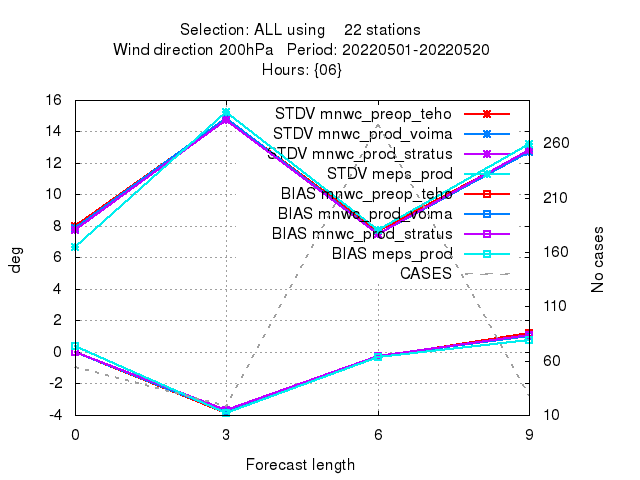 Selection: ALL using    22 stations
Wind direction 200hPa   Period: 20220501-20220520
Hours: {06}
STDV mnwc_preop_teho
STDV mnwc_prod_voima
STDV mnwc_prod_stratus
STDV meps_prod
BIAS mnwc_preop_teho
BIAS mnwc_prod_voima
BIAS mnwc_prod_stratus
BIAS meps_prod
CASES
deg
16
14
12
10
8
6
4
2
0
-2
-4
260
210
160
110
60
10
No cases
0 3 6 9
Forecast length